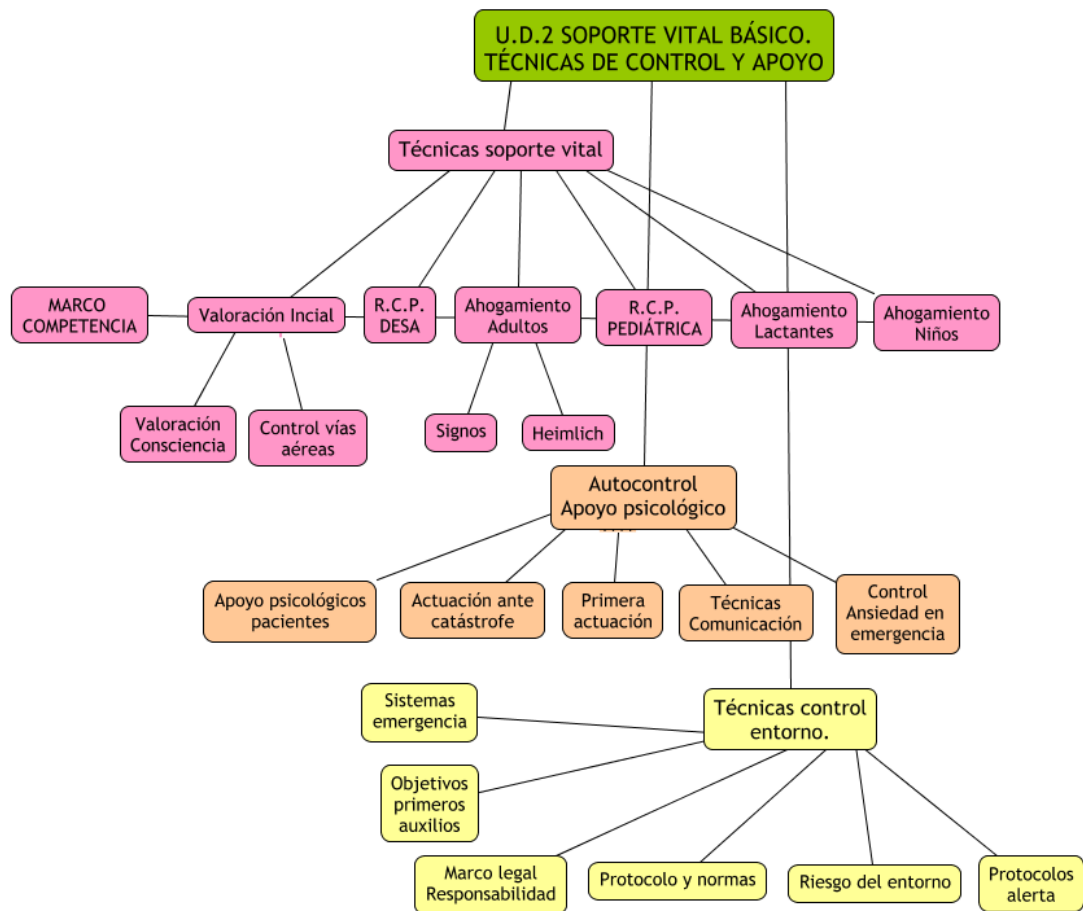 U.D.2 SOPORTE VITAL BÁSICO.
TÉCNICAS DE CONTROL Y APOYO
Técnicas soporte vital
MARCO
COMPETENCIA
Valoración Incial
R.C.P.
DESA
Ahogamiento
Adultos
R.C.P.
PEDIÁTRICA
Ahogamiento
Lactantes
Ahogamiento
Niños
Valoración
Consciencia
Control vías
aéreas
Signos
Heimlich
Autocontrol
Apoyo psicológico
Apoyo psicológicos
pacientes
Actuación ante
catástrofe
Primera
actuación
Técnicas
Comunicación
Control
Ansiedad en
emergencia
Sistemas
emergencia
Técnicas control
entorno.
Objetivos
primeros
auxilios
Marco legal
Responsabilidad
Protocolo y normas
Riesgo del entorno
Protocolos
alerta